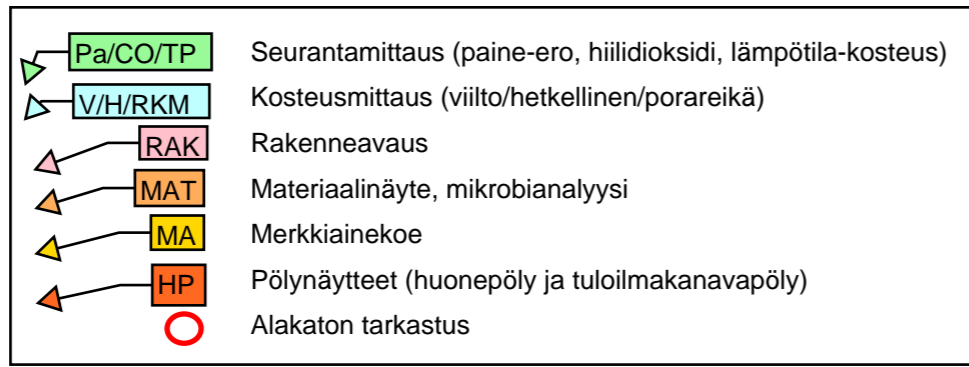 Pa/CO/TP Seurantamittaus (paine-ero, hiilidioksidi, lämpötila-kosteus)
V/H/RKM Kosteusmittaus (viilto/hetkellinen/porareikä)
RAK Rakenneavaus
MAT Materiaalinäyte, mikrobianalyysi
MA Merkkiainekoe
HP Pölynäytteet (huonepöly ja tuloilmakanavapöly)
Alakaton tarkastus